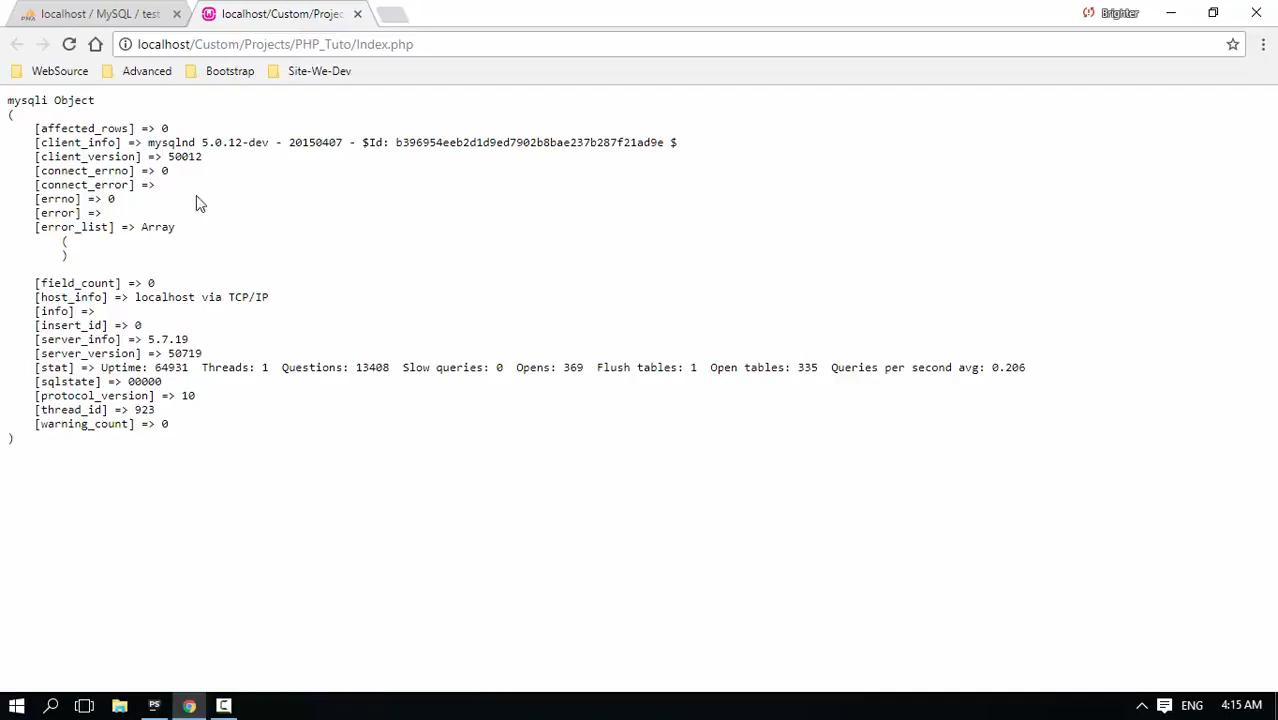 localhost / MySQL / test
localhost/Custom/Projec
Brighter
localhost/Custom/Projects/PHP_Tuto/Index.php
WebSource Advanced Bootstrap Site-We-Dev
mysqli Object
(
[affected_rows] => 0
[client_info] => mysqlnd 5.0.12-dev - 20150407 - $Id: b396954eeb2d1d9ed7902b8bae237b287f21ad9e $
[client_version] => 50012
[connect_errno] => 0
[connect_error] =>
[errno] => 0
[error] =>
[error_list] => Array
(
)
[field_count] => 0
[host_info] => localhost via TCP/IP
[info] =>
[insert_id] => 0
[server_info] => 5.7.19
[server_version] => 50719
[stat] => Uptime: 64931  Threads: 1  Questions: 13408  Slow queries: 0  Opens: 369  Flush tables: 1  Open tables: 335  Queries per second avg: 0.206
[sqlstate] => 00000
[protocol_version] => 10
[thread_id] => 923
[warning_count] => 0
)
PS
ENG 4:15 AM